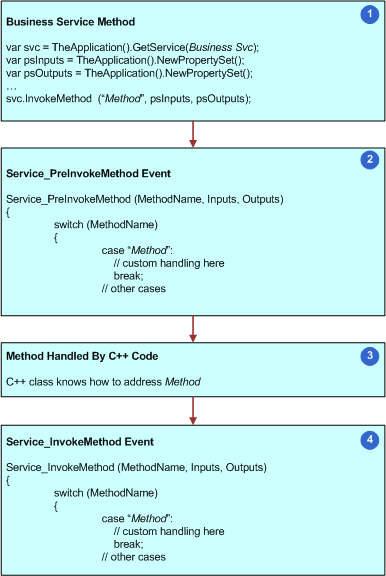 1
Business Service Method
var svc = TheApplication().GetService(Business Svc);
var psInputs = TheApplication().NewPropertySet();
var psOutputs = TheApplication().NewPropertySet();
…
svc.InvokeMethod (“Method”, psInputs, psOutputs);
2
Service_PreInvokeMethod Event
Service_PreInvokeMethod (MethodName, Inputs, Outputs)
{
switch (MethodName)
{
case “Method”:
// custom handling here
break;
// other cases
3
Method Handled By C++ Code
C++ class knows how to address Method
4
Service_InvokeMethod Event
Service_InvokeMethod (MethodName, Inputs, Outputs)
{
switch (MethodName)
{
case “Method”:
// custom handling here
break;
// other cases